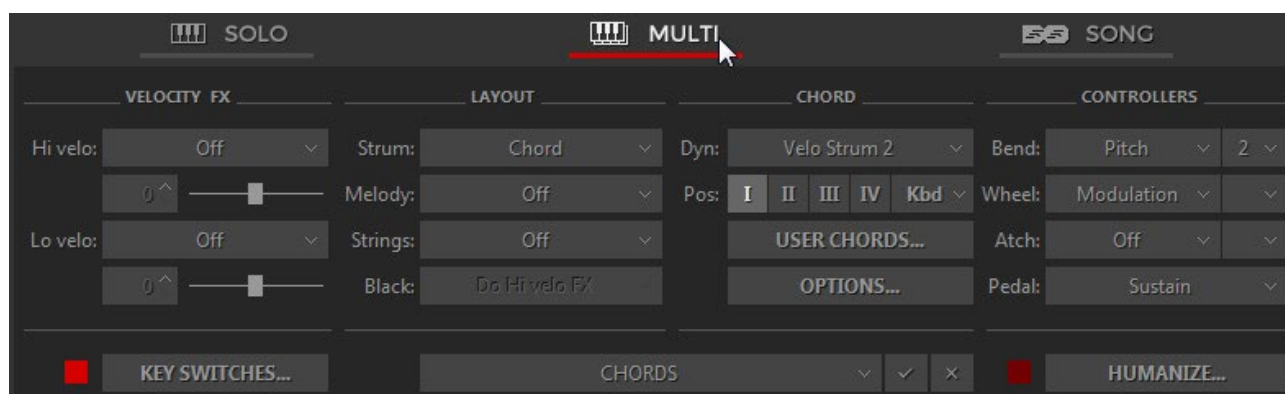 SOLO MULTI SONG
VELOCITY FX LAYOUT CHORD CONTROLLERS
Hi velo: Off Strum: Chord Dyn: Velo Strum 2 Bend: Pitch 2
0 Melody: Off Pos: I II III IV Kbd Wheel: Modulation
Lo velo: Off Strings: Off USER CHORDS... Atch: Off
0 Black: Do Hi velo FX OPTIONS... Pedal: Sustain
KEY SWITCHES... CHORDS HUMANIZE...